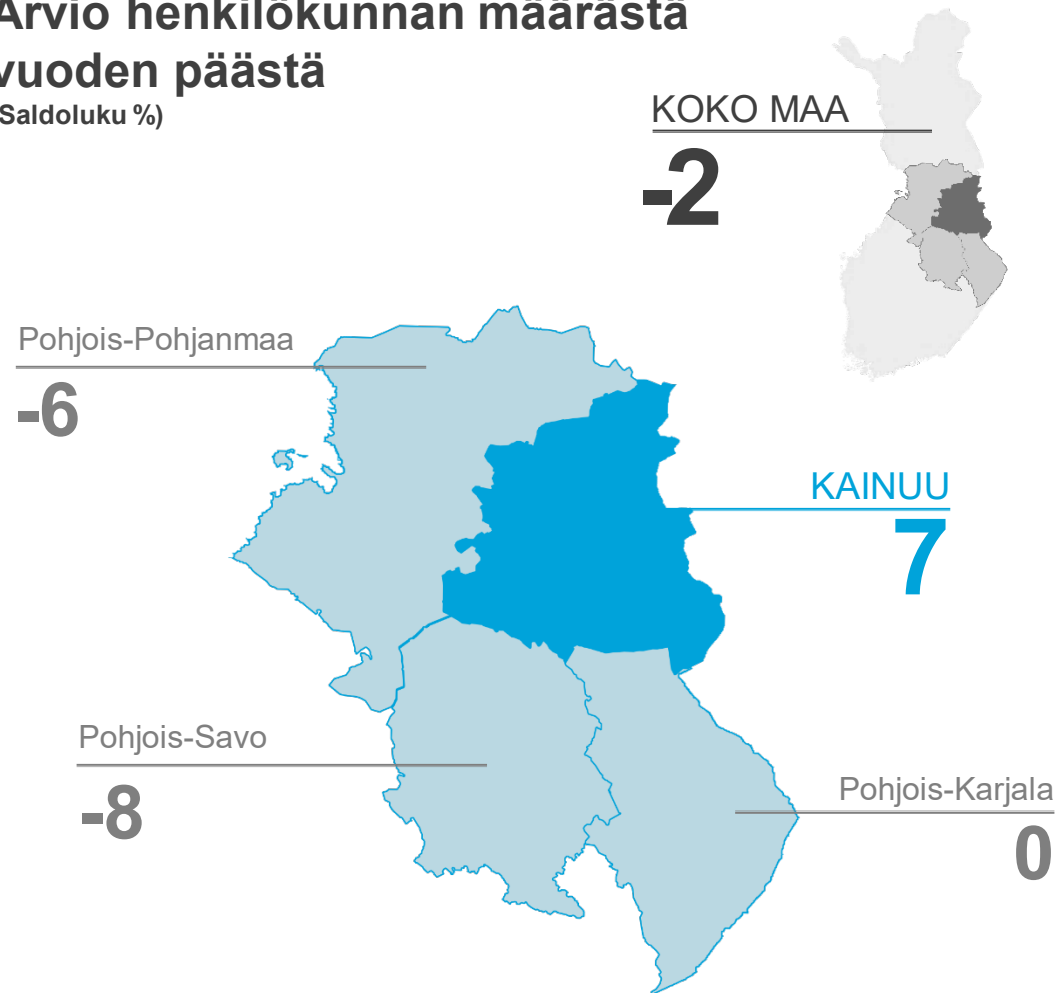 Arvio henkilökunnan määrästä
vuoden päästä
(Saldoluku %)
KOKO MAA
-2
Pohjois-Pohjanmaa
-6
KAINUU
7
Pohjois-Savo
-8
Pohjois-Karjala
0